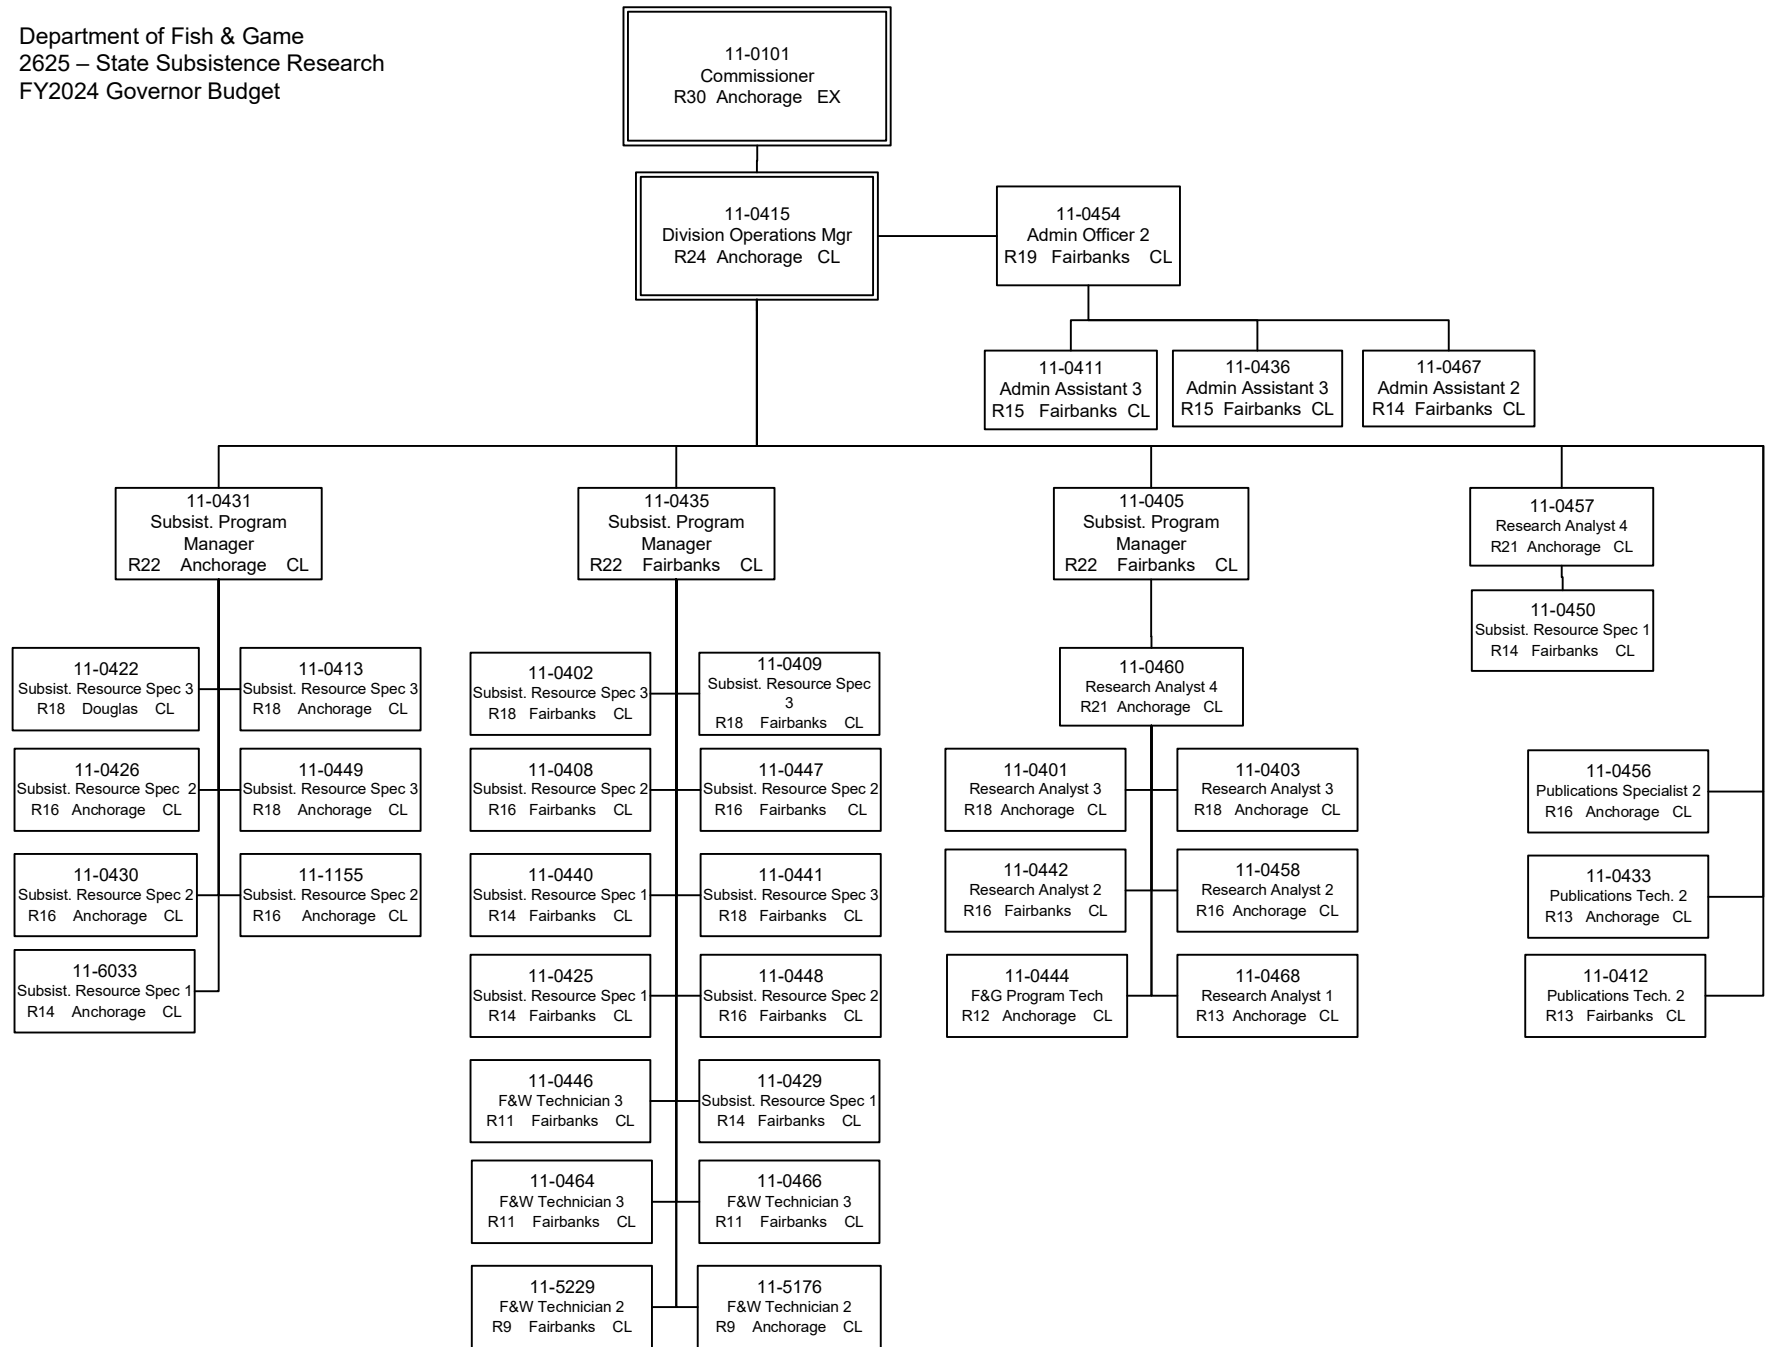 Department of Fish & Game
2625 – State Subsistence Research
FY2024 Governor Budget
11-0101
Commissioner
R30 Anchorage EX
11-0415
Division Operations Mgr
R24 Anchorage CL
11-0454
Admin Officer 2
R19 Fairbanks CL
11-0411
Admin Assistant 3
R15 Fairbanks CL
11-0436
Admin Assistant 3
R15 Fairbanks CL
11-0467
Admin Assistant 2
R14 Fairbanks CL
11-0431
Subsist. Program
Manager
R22 Anchorage CL
11-0435
Subsist. Program
Manager
R22 Fairbanks CL
11-0405
Subsist. Program
Manager
R22 Fairbanks CL
11-0457
Research Analyst 4
R21 Anchorage CL
11-0450
Subsist. Resource Spec 1
R14 Fairbanks CL
11-0422
Subsist. Resource Spec 3
R18 Douglas CL
11-0413
Subsist. Resource Spec 3
R18 Anchorage CL
11-0426
Subsist. Resource Spec 2
R16 Anchorage CL
11-0449
Subsist. Resource Spec 3
R18 Anchorage CL
11-0430
Subsist. Resource Spec 2
R16 Anchorage CL
11-1155
Subsist. Resource Spec 2
R16 Anchorage CL
11-6033
Subsist. Resource Spec 1
R14 Anchorage CL
11-0402
Subsist. Resource Spec 3
R18 Fairbanks CL
11-0409
Subsist. Resource Spec
3
R18 Fairbanks CL
11-0408
Subsist. Resource Spec 2
R16 Fairbanks CL
11-0447
Subsist. Resource Spec 2
R16 Fairbanks CL
11-0440
Subsist. Resource Spec 1
R14 Fairbanks CL
11-0441
Subsist. Resource Spec 3
R18 Fairbanks CL
11-0425
Subsist. Resource Spec 1
R14 Fairbanks CL
11-0448
Subsist. Resource Spec 2
R16 Fairbanks CL
11-0446
F&W Technician 3
R11 Fairbanks CL
11-0429
Subsist. Resource Spec 1
R14 Fairbanks CL
11-0464
F&W Technician 3
R11 Fairbanks CL
11-0466
F&W Technician 3
R11 Fairbanks CL
11-5229
F&W Technician 2
R9 Fairbanks CL
11-5176
F&W Technician 2
R9 Anchorage CL
11-0460
Research Analyst 4
R21 Anchorage CL
11-0401
Research Analyst 3
R18 Anchorage CL
11-0403
Research Analyst 3
R18 Anchorage CL
11-0442
Research Analyst 2
R16 Fairbanks CL
11-0458
Research Analyst 2
R16 Anchorage CL
11-0444
F&G Program Tech
R12 Anchorage CL
11-0468
Research Analyst 1
R13 Anchorage CL
11-0456
Publications Specialist 2
R16 Anchorage CL
11-0433
Publications Tech. 2
R13 Anchorage CL
11-0412
Publications Tech. 2
R13 Fairbanks CL